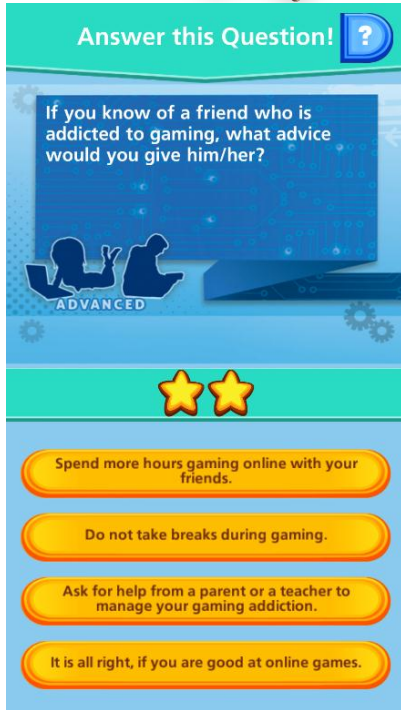 Answer this Question!
?
If you know of a friend who is
addicted to gaming, what advice
would you give him/her?
ADVANCED
Spend more hours gaming online with your
friends.
Do not take breaks during gaming.
Ask for help from a parent or a teacher to
manage your gaming addiction.
It is all right, if you are good at online games.